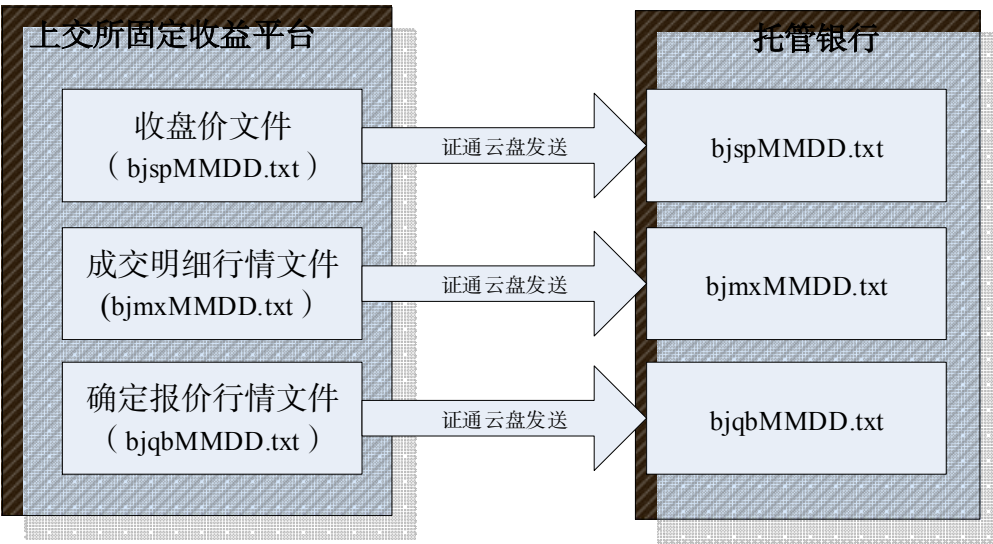 上交所固定收益平台
托管银行
收盘价文件
（bjspMMDD.txt）
证通云盘发送
bjspMMDD.txt
成交明细行情文件
(bjmxMMDD.txt）
证通云盘发送
bjmxMMDD.txt
确定报价行情文件
（bjqbMMDD.txt）
证通云盘发送
bjqbMMDD.txt